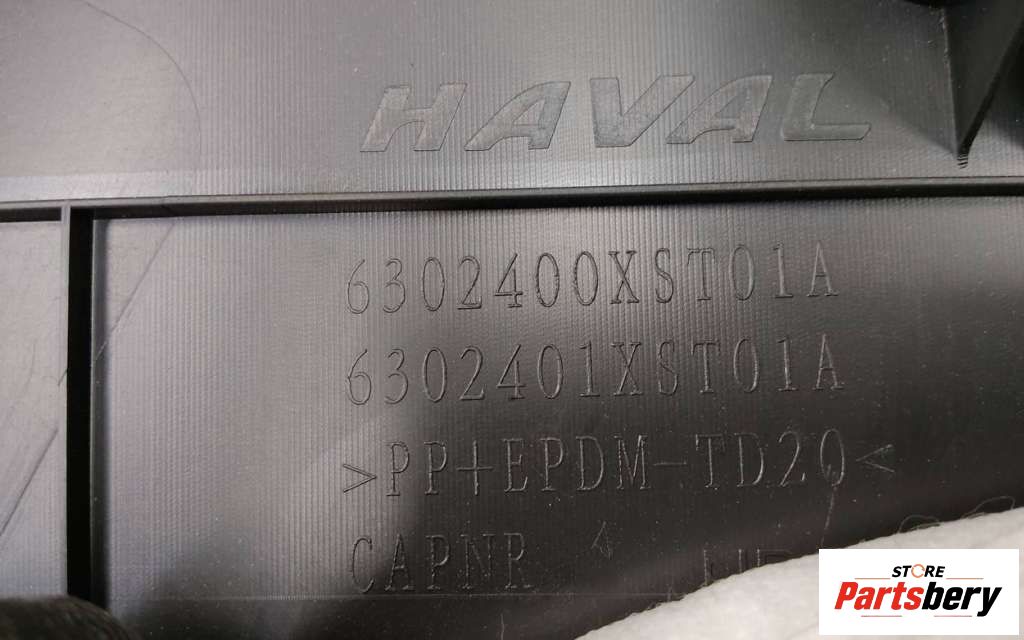 HAVAL
6302400XST01A
6302401XST01A
>PP+EPDM-TD20<
CAPNR
STORE
Partsbery